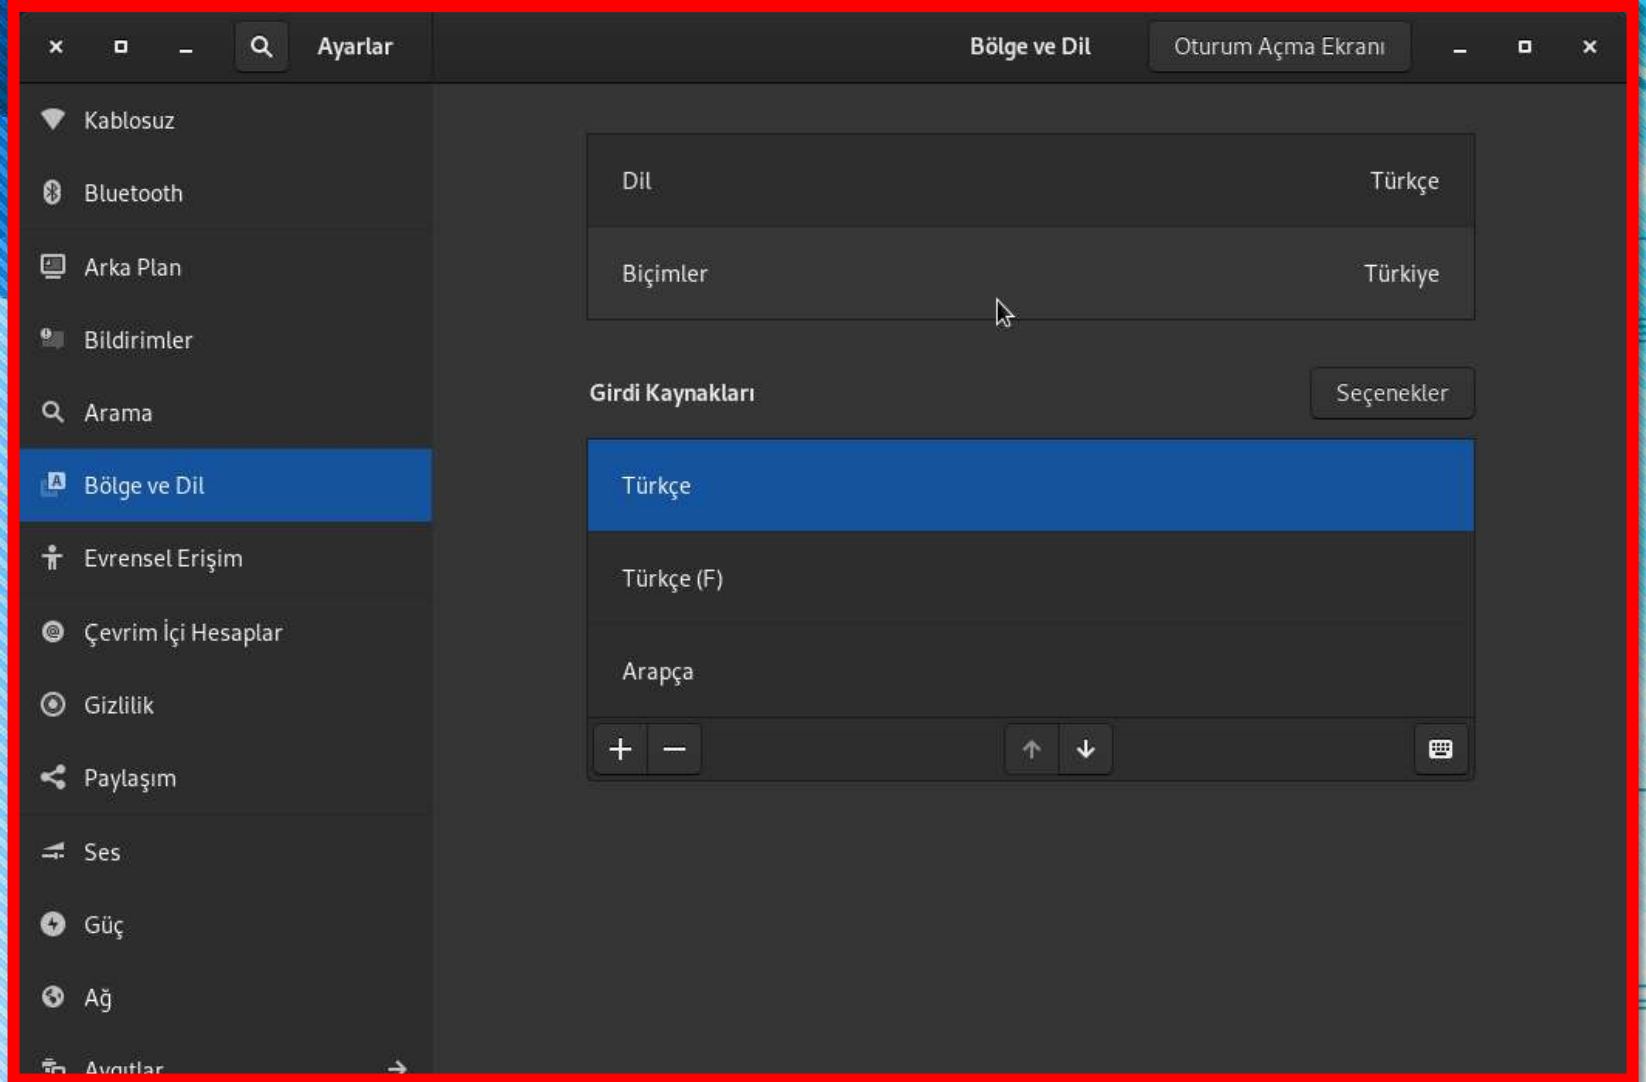 Ayarlar
Bölge ve Dil
Oturum Açma Ekranı
Kablosuz
Bluetooth
Arka Plan
Bildirimler
Arama
Bölge ve Dil
Evrensel Erişim
Çevrim İçi Hesaplar
Gizlilik
Paylaşım
Ses
Güç
Ağ
Aygıtlar
Dil Türkçe
Biçimler Türkiye
Girdi Kaynakları
Seçenekler
Türkçe
Türkçe (F)
Arapça